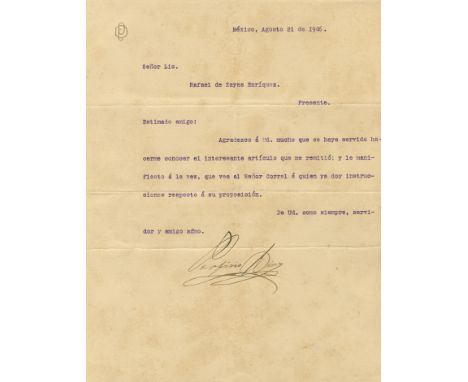 México, Agosto 21 de 1906.
Señor Lic.
Rafael de Zayas Enríquez.
Presente.
Estimado amigo:
Agradezco á Ud. mucho que se haya servido ha-
cerme conocer el interesante artículo que me remitió; y le mani-
fiesto á la vez, que vea al Señor Corral á quien ya doy instruc-
ciones respecto á su proposición.
De Ud. como siempre, servi-
dor y amigo afmo.
Porfirio Díaz